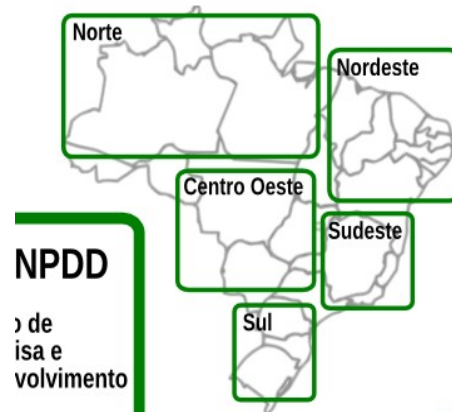 Norte
Nordeste
Centro Oeste
Sudeste
NPDD
o de
isa e
volvimento
Sul